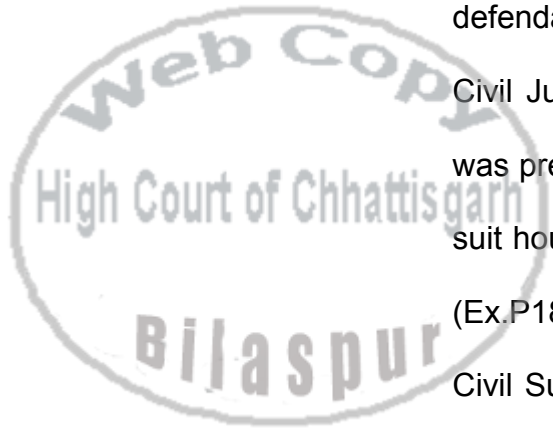 Web Copy
High Court of Chhattisgarh
Bilaspur
defenda
Civil Ju
was pre
suit hou
(Ex.P18
Civil Su